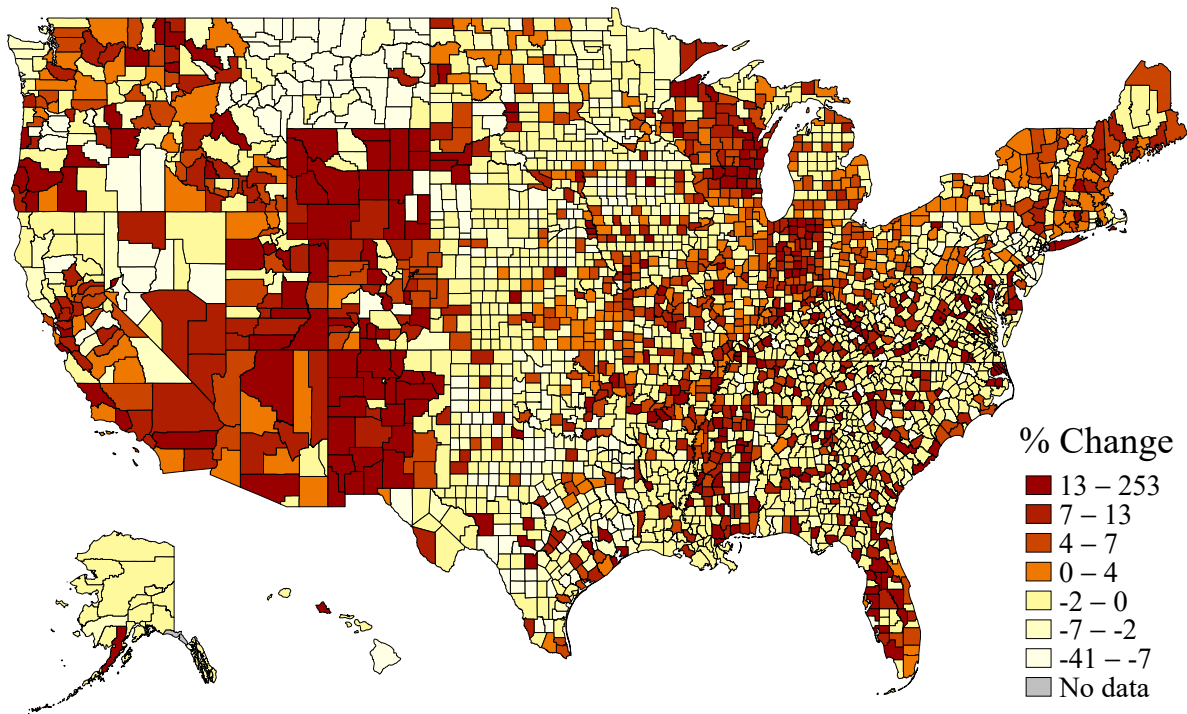 % Change
13 – 253
7 – 13
4 – 7
0 – 4
-2 – 0
-7 – -2
-41 – -7
No data